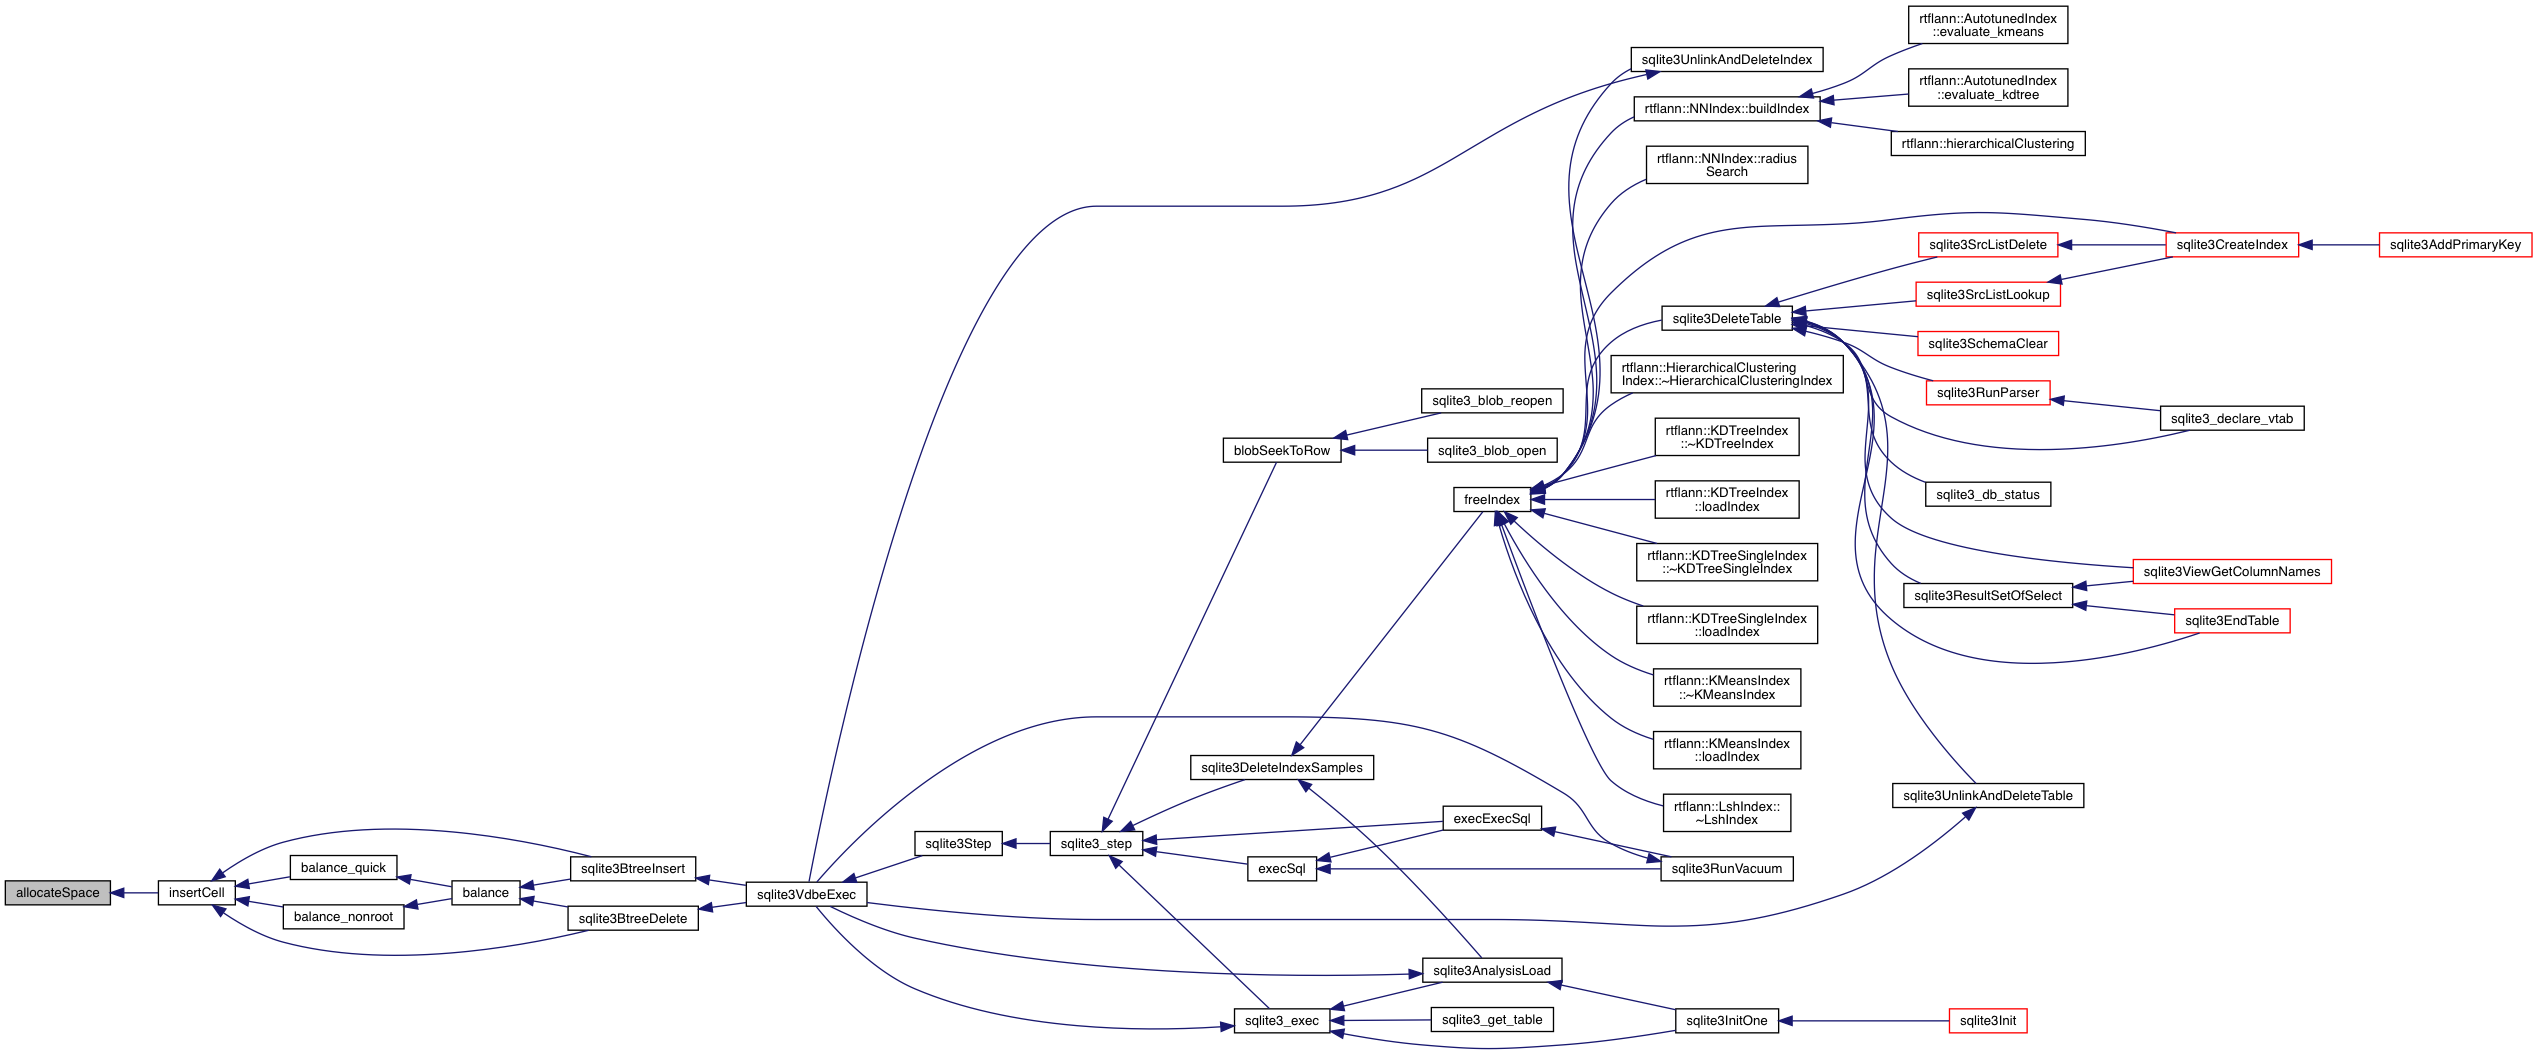 rtflann::AutotunedIndex
::evaluate_kmeans
sqlite3UnlinkAndDeleteIndex
rtflann::AutotunedIndex
::evaluate_kdtree
rtflann::NNIndex::buildIndex
rtflann::hierarchicalClustering
rtflann::NNIndex::radius
Search
sqlite3SrcListDelete
sqlite3CreateIndex
sqlite3AddPrimaryKey
sqlite3SrcListLookup
sqlite3DeleteTable
sqlite3SchemaClear
rtflann::HierarchicalClustering
Index::~HierarchicalClusteringIndex
sqlite3RunParser
sqlite3_declare_vtab
sqlite3_blob_reopen
rtflann::KDTreeIndex
::~KDTreeIndex
blobSeekToRow
sqlite3_blob_open
sqlite3_db_status
freeIndex
rtflann::KDTreeIndex
::loadIndex
rtflann::KDTreeSingleIndex
::~KDTreeSingleIndex
sqlite3ViewGetColumnNames
sqlite3ResultSetOfSelect
sqlite3EndTable
rtflann::KDTreeSingleIndex
::loadIndex
rtflann::KMeansIndex
::~KMeansIndex
rtflann::KMeansIndex
::loadIndex
sqlite3DeleteIndexSamples
sqlite3UnlinkAndDeleteTable
rtflann::LshIndex::
~LshIndex
execExecSql
sqlite3Step
sqlite3_step
execSql
sqlite3RunVacuum
balance_quick
sqlite3BtreeInsert
allocateSpace
insertCell
balance
sqlite3VdbeExec
balance_nonroot
sqlite3BtreeDelete
sqlite3AnalysisLoad
sqlite3_exec
sqlite3_get_table
sqlite3InitOne
sqlite3Init